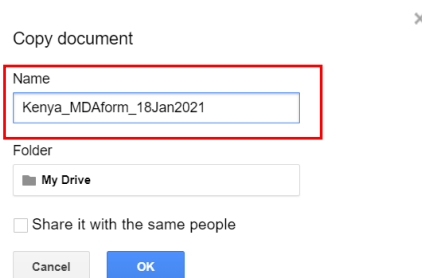 Copy document
Name
Kenya_MDAform_18Jan2021
Folder
My Drive
Share it with the same people
Cancel OK